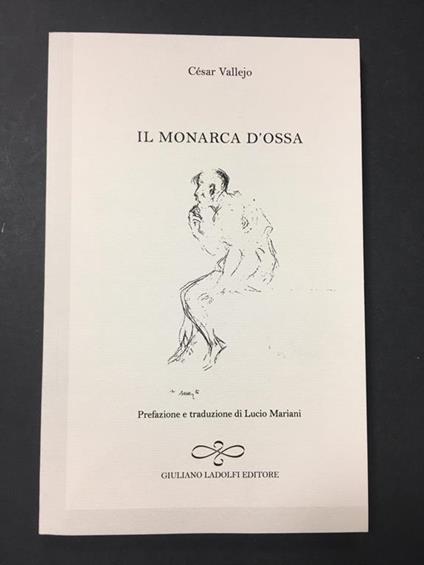 César Vallejo
IL MONARCA D'OSSA
Prefazione e traduzione di Lucio Mariani
GIULIANO LADOLFI EDITORE